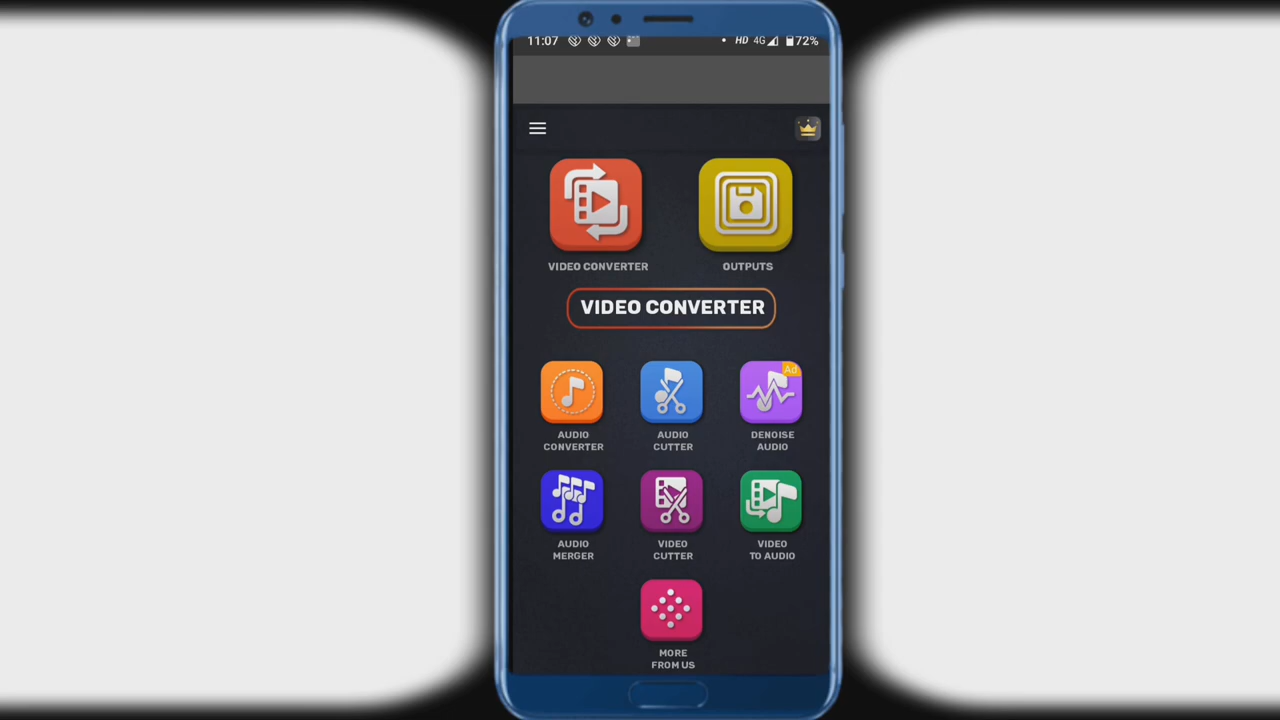 11:07 HD 4G 72%
VIDEO CONVERTER OUTPUTS
VIDEO CONVERTER
Ad
AUDIO CONVERTER
AUDIO CUTTER
DENOISE AUDIO
AUDIO MERGER
VIDEO CUTTER
VIDEO TO AUDIO
MORE FROM US